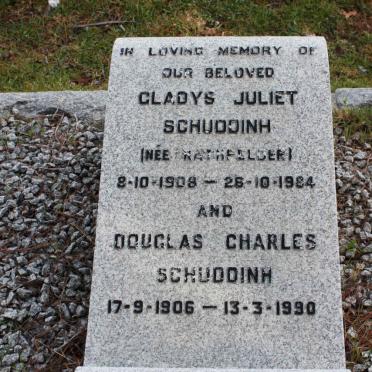 IN LOVING MEMORY OF
OUR BELOVED
GLADYS JULIET
SCHUDDINH
(NÉE RATHFELDER)
8-10-1908 — 26-10-1984
AND
DOUGLAS CHARLES
SCHUDDINH
17-9-1906 — 13-3-1990